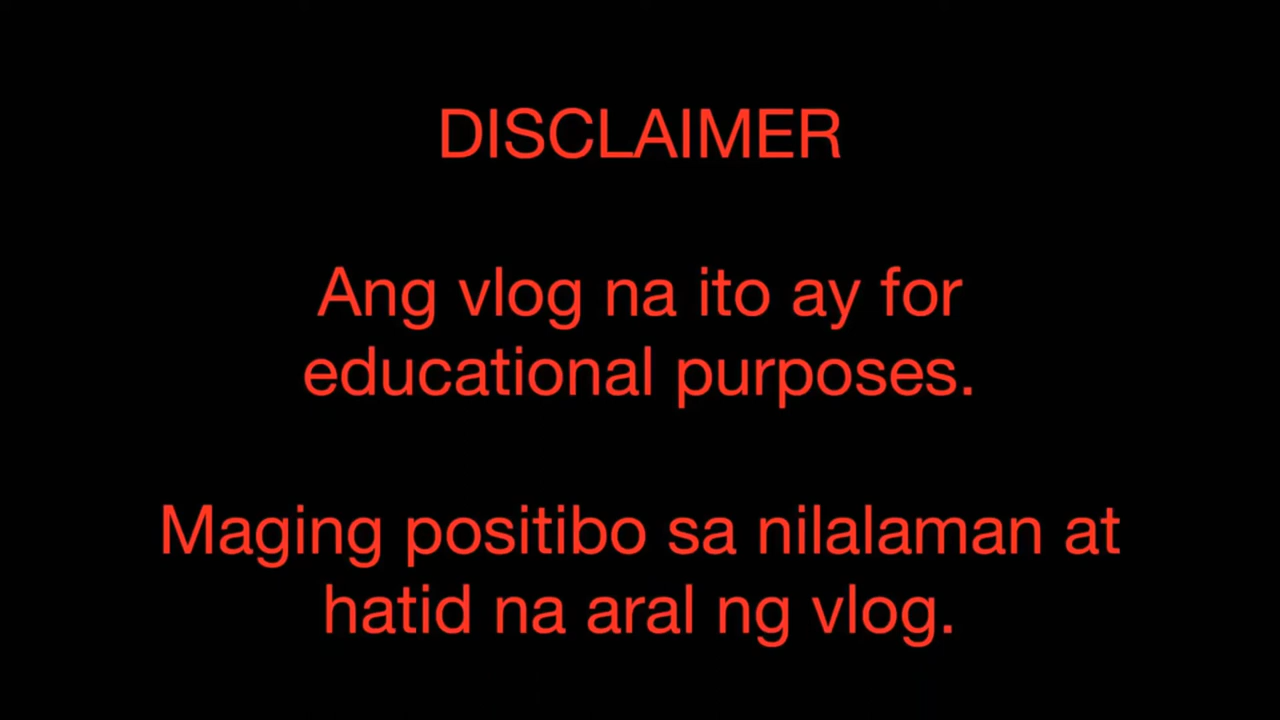 DISCLAIMER
Ang vlog na ito ay for
educational purposes.
Maging positibo sa nilalaman at
hatid na aral ng vlog.